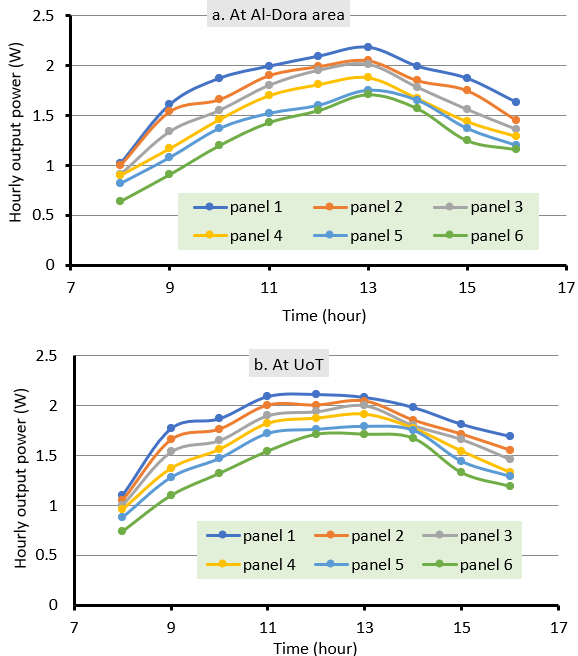 a. At Al-Dora area
Hourly output power (W)
2.5
2
1.5
1
0.5
0
panel 1 panel 2 panel 3
panel 4 panel 5 panel 6
7 9 11 13 15 17
Time (hour)
b. At UoT
Hourly output power (W)
2.5
2
1.5
1
0.5
0
panel 1 panel 2 panel 3
panel 4 panel 5 panel 6
7 9 11 13 15 17
Time (hour)